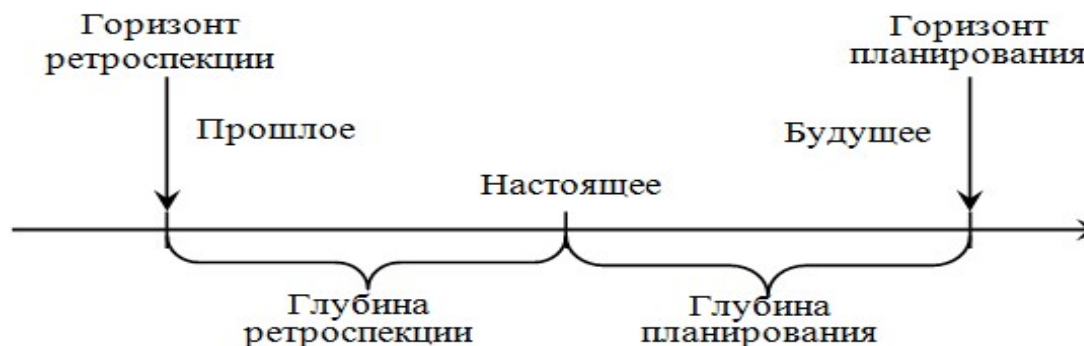 Горизонт
ретроспекции
Горизонт
планирования
Прошлое
Будущее
Настоящее
Глубина
ретроспекции
Глубина
планирования